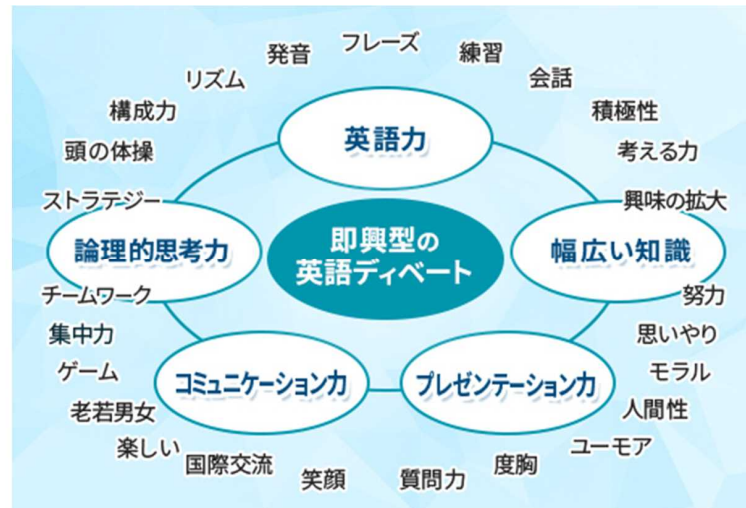 フレーズ
発音
練習
リズム
会話
構成力
積極性
英語力
頭の体操
考える力
ストラテジー
興味の拡大
論理的思考力
即興型の
英語ディベート
幅広い知識
チームワーク
努力
集中力
思いやり
ゲーム
コミュニケーション力
プレゼンテーション力
モラル
老若男女
人間性
楽しい
ユーモア
国際交流
度胸
笑顔
質問力